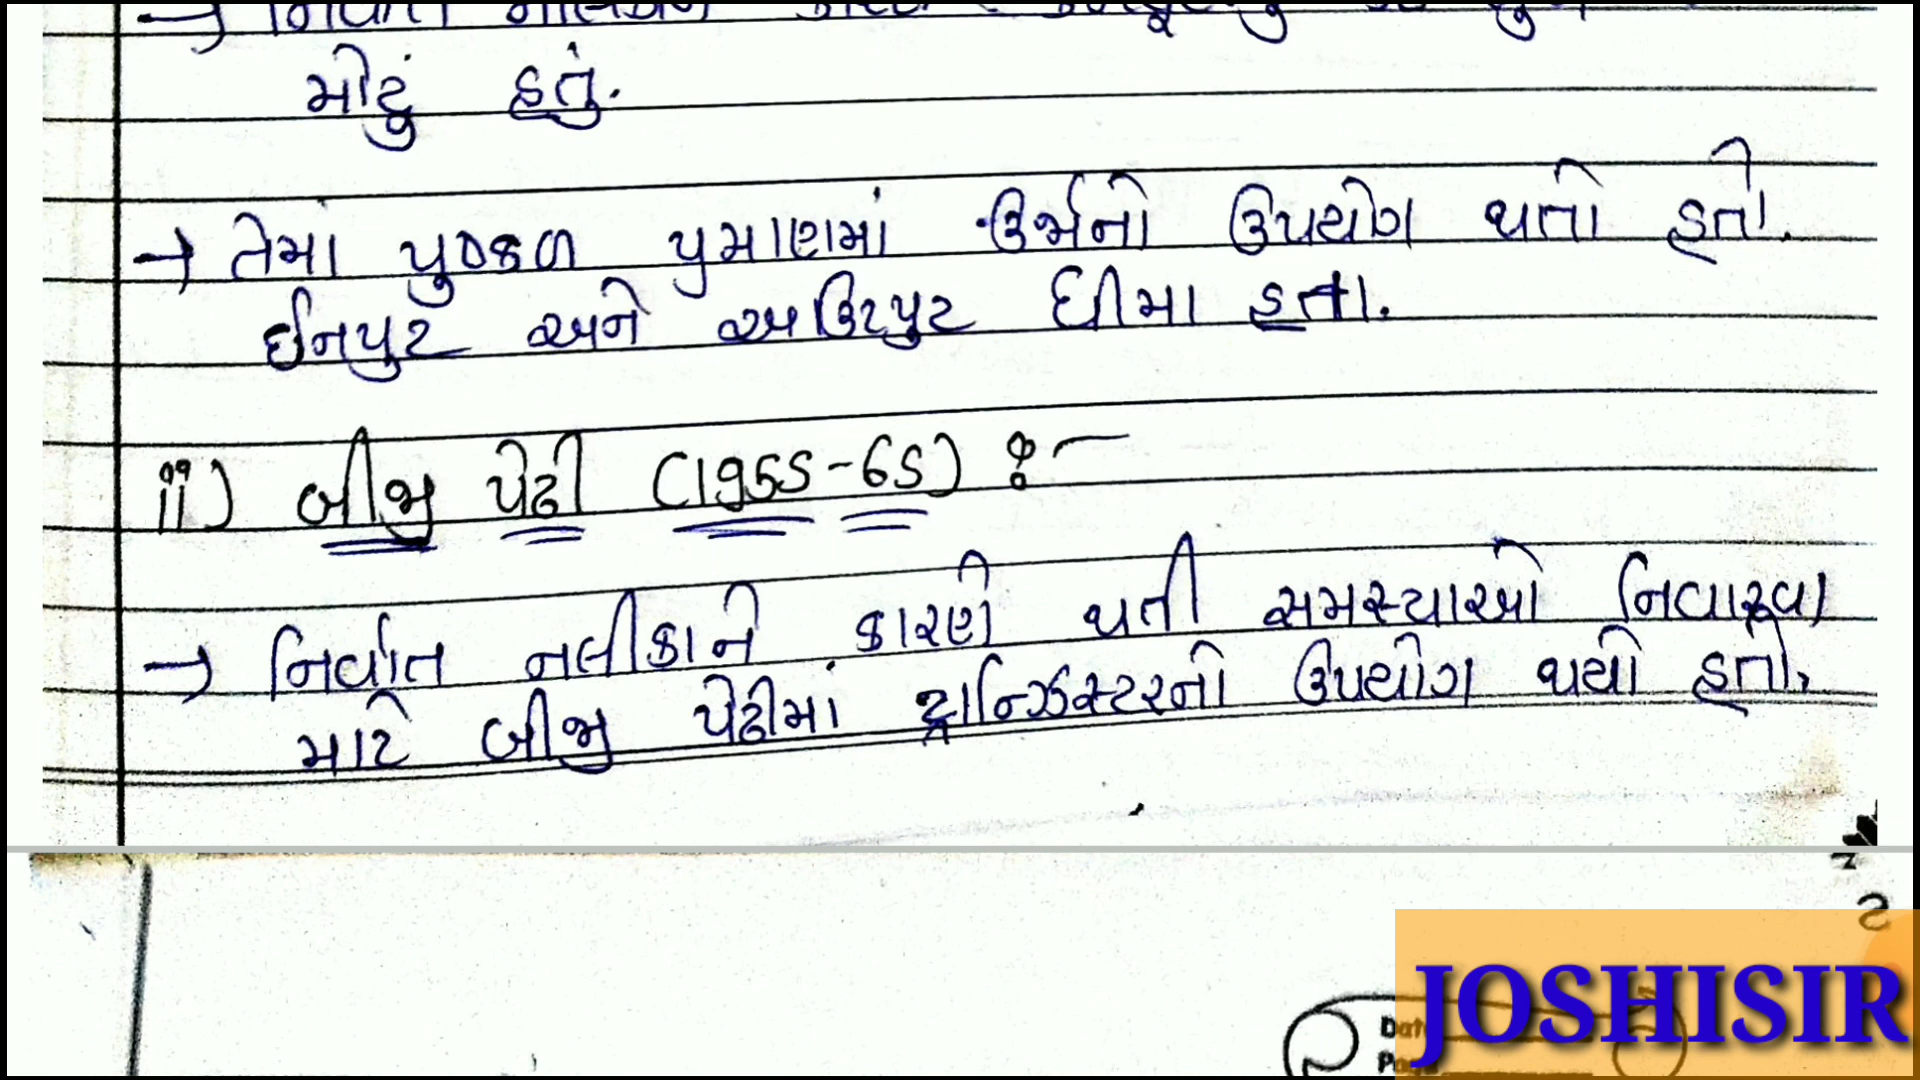 → નિર્વાત
મોટું હતું.
→ તેમાં પુષ્કળ પ્રમાણમાં ઉર્જાનો ઉપયોગ થતો હતો.
ઈનપુટ અને આઉટપુટ ધીમા હતા.
ii) બીજી પેઢી (1955-65) :-
→ નિર્વાત નલીકાને કારણે થતી સમસ્યાઓ નિવારવા
માટે બીજી પેઢીમાં ટ્રાન્ઝિસ્ટરનો ઉપયોગ થયો હતો.
2
JOSHISIR